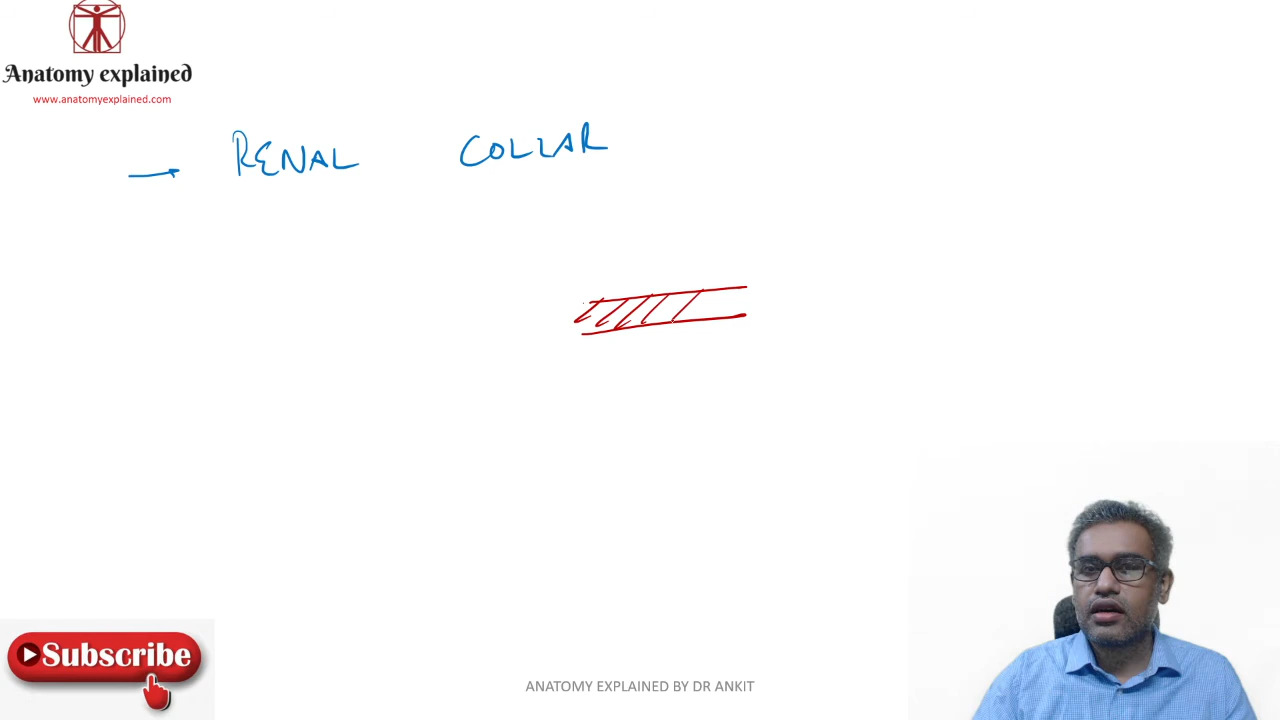 Anatomy explained
www.anatomyexplained.com
→ RENAL COLLAR
Subscribe
ANATOMY EXPLAINED BY DR ANKIT